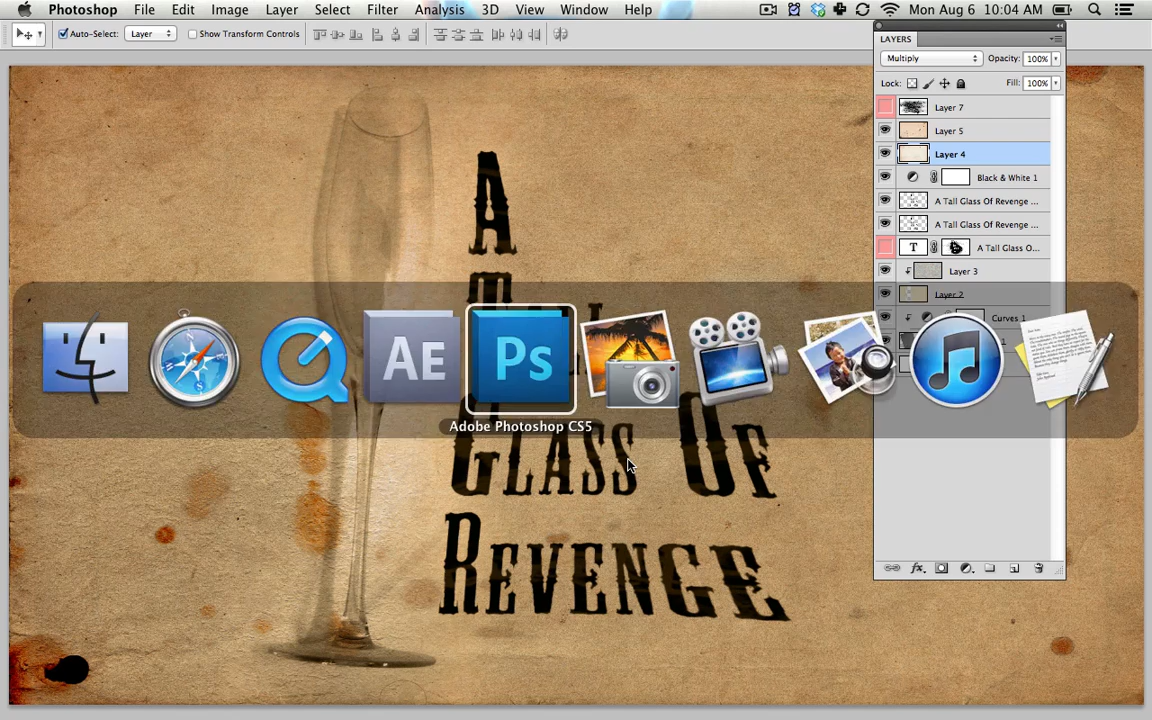 Photoshop File Edit Image Layer Select Filter Analysis 3D View Window Help Mon Aug 6 10:04 AM
Auto-Select: Layer Show Transform Controls
LAYERS
Multiply Opacity: 100%
Lock: Fill: 100%
Layer 7
Layer 5
Layer 4
Black & White 1
A Tall Glass Of Revenge ...
A Tall Glass Of Revenge ...
T A Tall Glass O...
Layer 3
Layer 2
Curves 1
AE
Ps
Adobe Photoshop CS5
A
GLASS OF
REVENGE